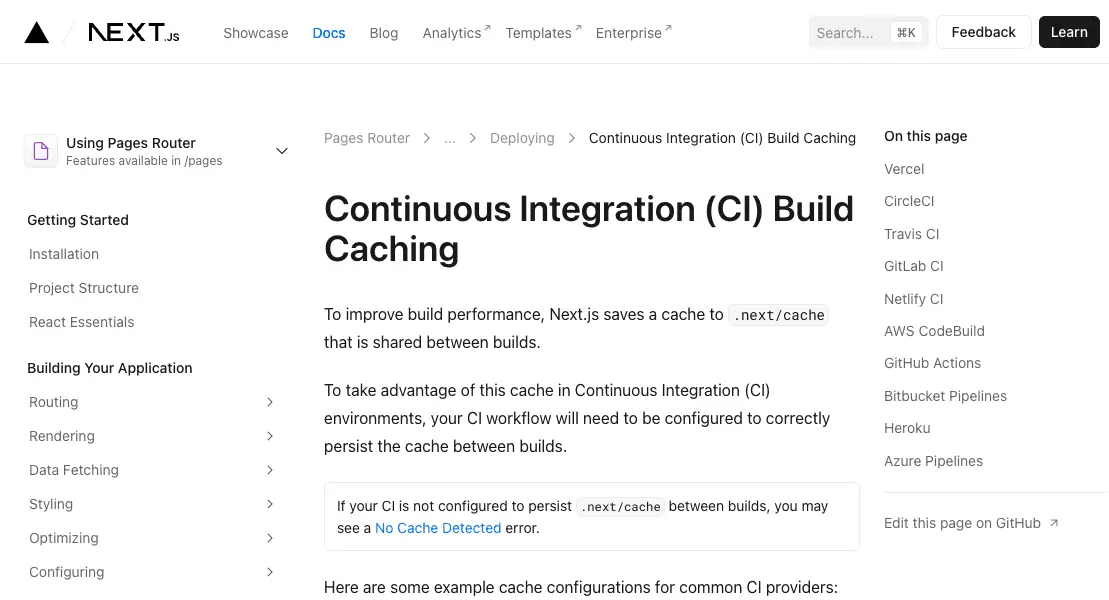 NEXT.JS
Showcase
Docs
Blog
Analytics↗
Templates↗
Enterprise↗
Search...
⌘K
Feedback
Learn
Using Pages Router
Features available in /pages
Getting Started
Installation
Project Structure
React Essentials
Building Your Application
Routing
Rendering
Data Fetching
Styling
Optimizing
Configuring
Pages Router > ... > Deploying > Continuous Integration (CI) Build Caching
Continuous Integration (CI) Build
Caching
To improve build performance, Next.js saves a cache to .next/cache
that is shared between builds.
To take advantage of this cache in Continuous Integration (CI)
environments, your CI workflow will need to be configured to correctly
persist the cache between builds.
If your CI is not configured to persist .next/cache between builds, you may
see a No Cache Detected error.
Here are some example cache configurations for common CI providers:
On this page
Vercel
CircleCI
Travis CI
GitLab CI
Netlify CI
AWS CodeBuild
GitHub Actions
Bitbucket Pipelines
Heroku
Azure Pipelines
Edit this page on GitHub ↗